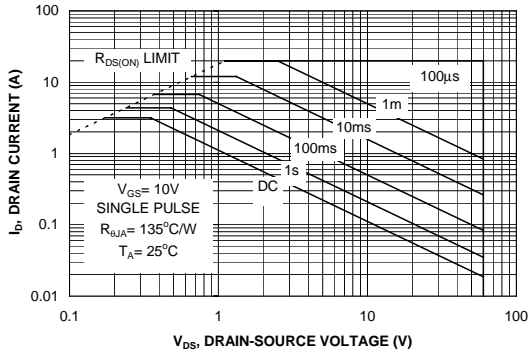 100
10
1
0.1
0.01
I_D, DRAIN CURRENT (A)
R_DS(ON) LIMIT
100μs
1m
10ms
100ms
1s
DC
V_GS= 10V
SINGLE PULSE
R_θJA= 135°C/W
T_A= 25°C
0.1
1
10
100
V_DS, DRAIN-SOURCE VOLTAGE (V)